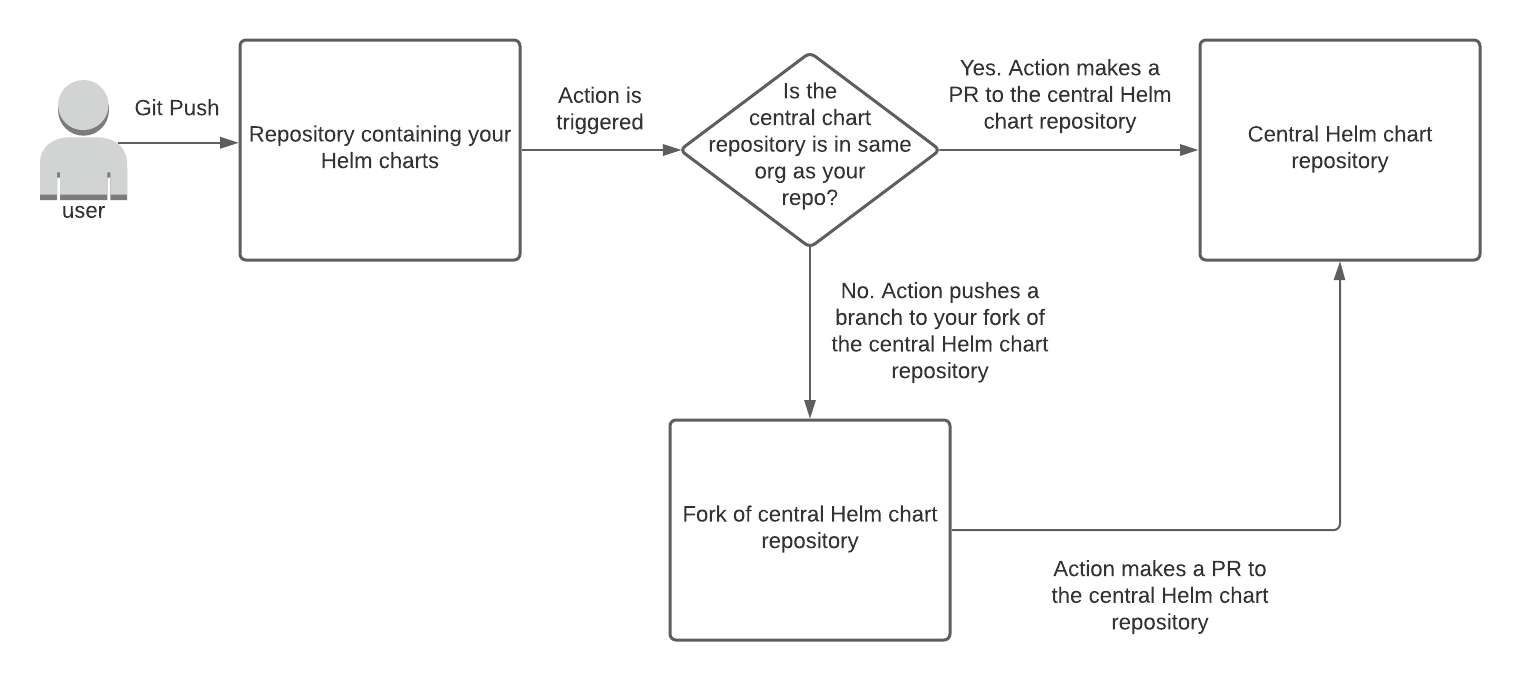 Git Push
user
Repository containing your
Helm charts
Action is
triggered
Is the
central chart
repository is in same
org as your
repo?
Yes. Action makes a
PR to the central Helm
chart repository
Central Helm chart
repository
No. Action pushes a
branch to your fork of
the central Helm chart
repository
Fork of central Helm chart
repository
Action makes a PR to
the central Helm chart
repository